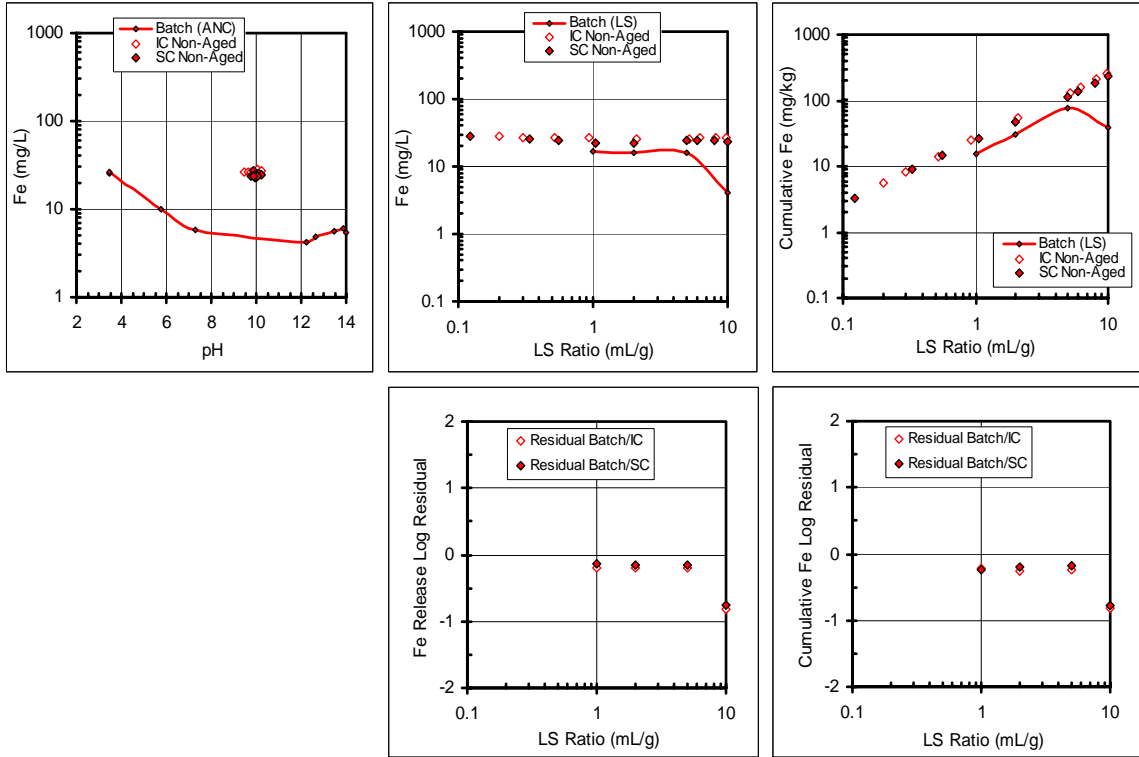 Batch (ANC)
IC Non-Aged
SC Non-Aged
Fe (mg/L)
1000
100
10
1
2 4 6 8 10 12 14
pH
Batch (LS)
IC Non-Aged
SC Non-Aged
Fe (mg/L)
1000
100
10
1
0.1
0.1 1 10
LS Ratio (mL/g)
Cumulative Fe (mg/kg)
1000
100
10
1
0.1
Batch (LS)
IC Non-Aged
SC Non-Aged
0.1 1 10
LS Ratio (mL/g)
Residual Batch/IC
Residual Batch/SC
Fe Release Log Residual
2
1
0
-1
-2
0.1 1 10
LS Ratio (mL/g)
Residual Batch/IC
Residual Batch/SC
Cumulative Fe Log Residual
2
1
0
-1
-2
0.1 1 10
LS Ratio (mL/g)